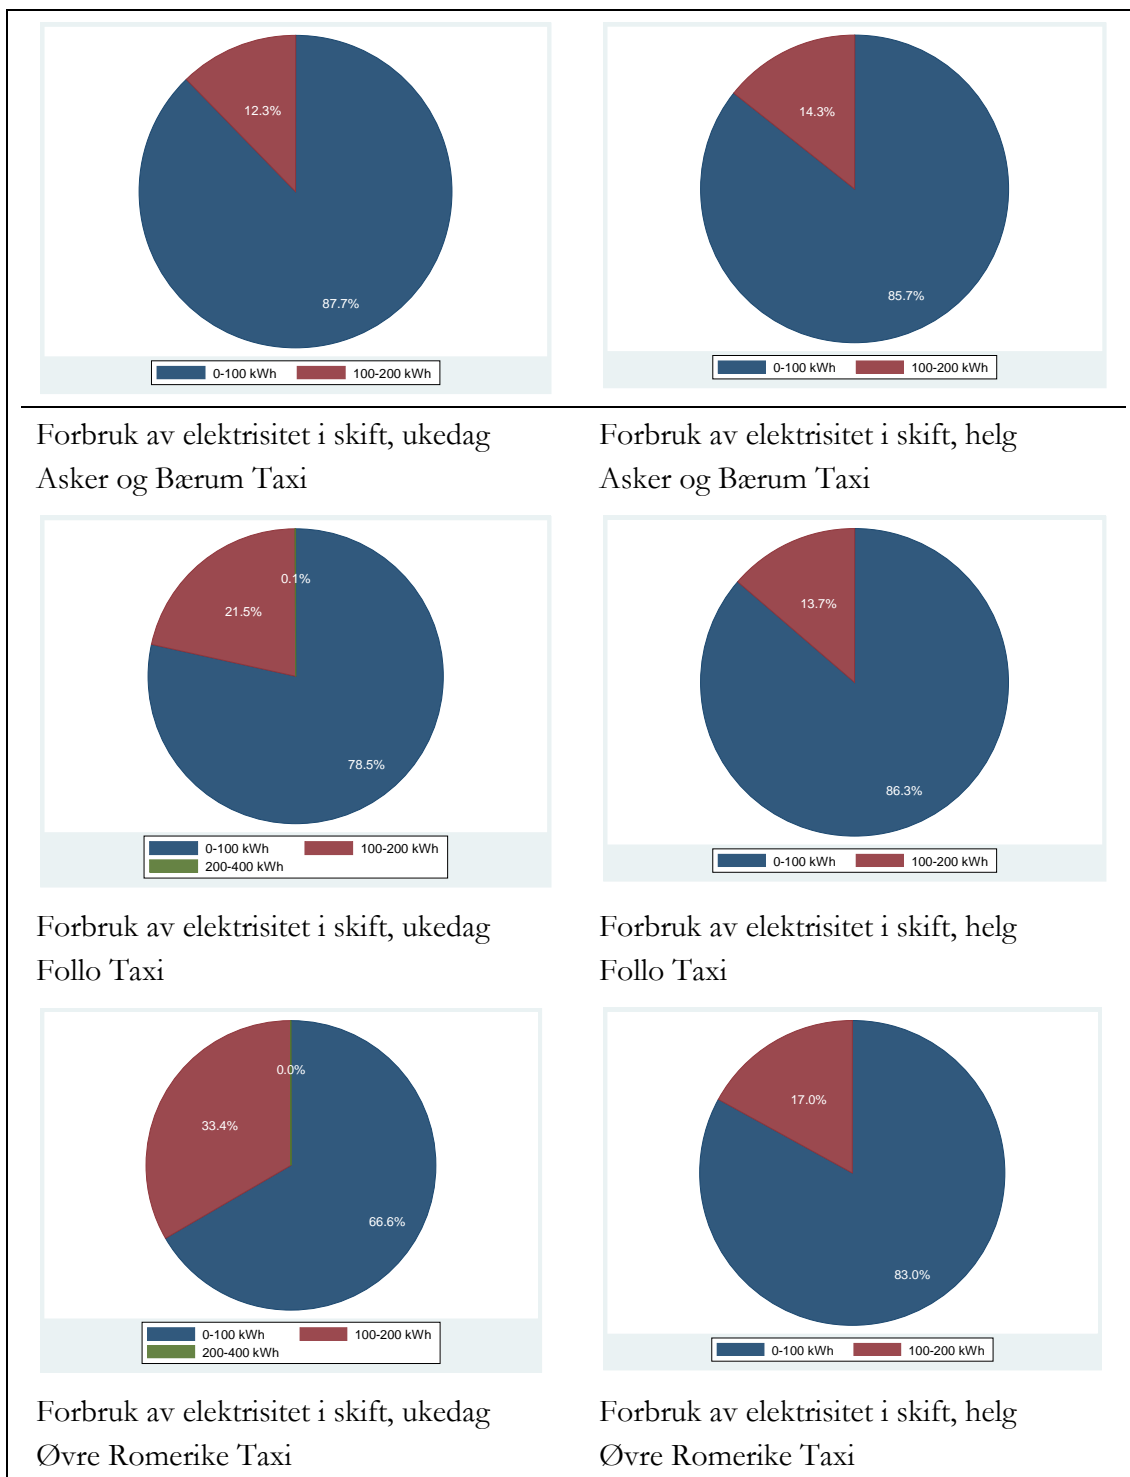 12.3%
87.7%
0-100 kWh 100-200 kWh
14.3%
85.7%
0-100 kWh 100-200 kWh
Forbruk av elektrisitet i skift, ukedag
Asker og Bærum Taxi
Forbruk av elektrisitet i skift, helg
Asker og Bærum Taxi
0.1%
21.5%
78.5%
0-100 kWh 100-200 kWh
200-400 kWh
13.7%
86.3%
0-100 kWh 100-200 kWh
Forbruk av elektrisitet i skift, ukedag
Follo Taxi
Forbruk av elektrisitet i skift, helg
Follo Taxi
0.0%
33.4%
66.6%
0-100 kWh 100-200 kWh
200-400 kWh
17.0%
83.0%
0-100 kWh 100-200 kWh
Forbruk av elektrisitet i skift, ukedag
Øvre Romerike Taxi
Forbruk av elektrisitet i skift, helg
Øvre Romerike Taxi